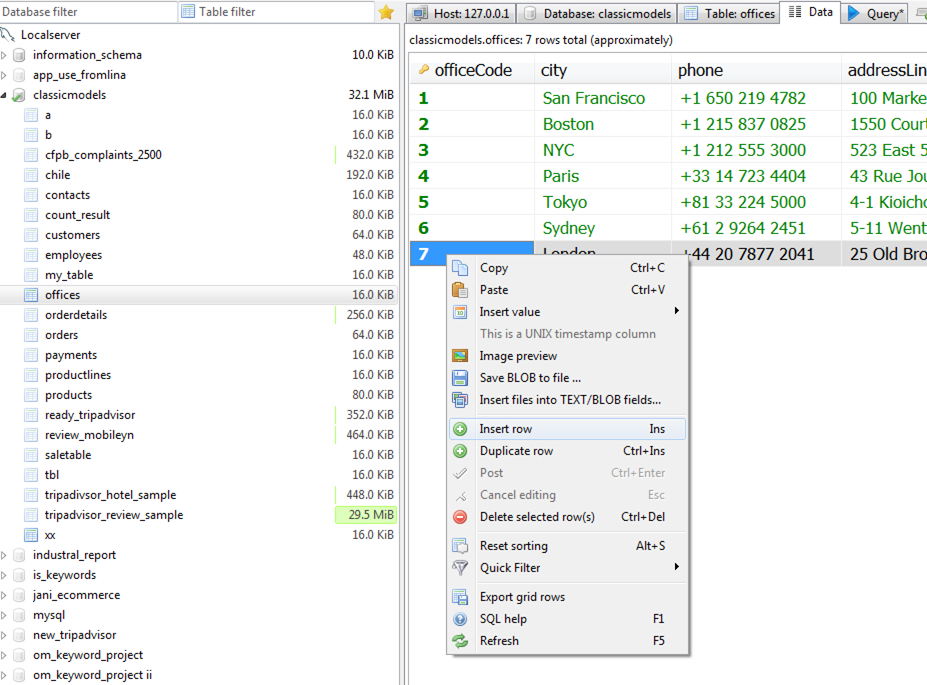 Database filter
Table filter
Localserver
information_schema 10.0 KiB
app_use_fromlina
classicmodels 32.1 MiB
a 16.0 KiB
b 16.0 KiB
cfpb_complaints_2500 432.0 KiB
chile 192.0 KiB
contacts 16.0 KiB
count_result 80.0 KiB
customers 64.0 KiB
employees 48.0 KiB
my_table 16.0 KiB
offices 16.0 KiB
orderdetails 256.0 KiB
orders 64.0 KiB
payments 16.0 KiB
productlines 16.0 KiB
products 80.0 KiB
ready_tripadvisor 352.0 KiB
review_mobileyn 464.0 KiB
saletable 16.0 KiB
tbl 16.0 KiB
tripadivsor_hotel_sample 448.0 KiB
tripadvisor_review_sample 29.5 MiB
xx 16.0 KiB
industral_report
is_keywords
jani_ecommerce
mysql
new_tripadvisor
om_keyword_project
om_keyword_project ii
Host: 127.0.0.1 Database: classicmodels Table: offices Data Query*
classicmodels.offices: 7 rows total (approximately)
officeCode city phone addressLin
1 San Francisco +1 650 219 4782 100 Marke
2 Boston +1 215 837 0825 1550 Court
3 NYC +1 212 555 3000 523 East 5
4 Paris +33 14 723 4404 43 Rue Jou
5 Tokyo +81 33 224 5000 4-1 Kioicho
6 Sydney +61 2 9264 2451 5-11 Went
7 London +44 20 7877 2041 25 Old Bro
Copy Ctrl+C
Paste Ctrl+V
Insert value
This is a UNIX timestamp column
Image preview
Save BLOB to file ...
Insert files into TEXT/BLOB fields...
Insert row Ins
Duplicate row Ctrl+Ins
Post Ctrl+Enter
Cancel editing Esc
Delete selected row(s) Ctrl+Del
Reset sorting Alt+S
Quick Filter
Export grid rows
SQL help F1
Refresh F5